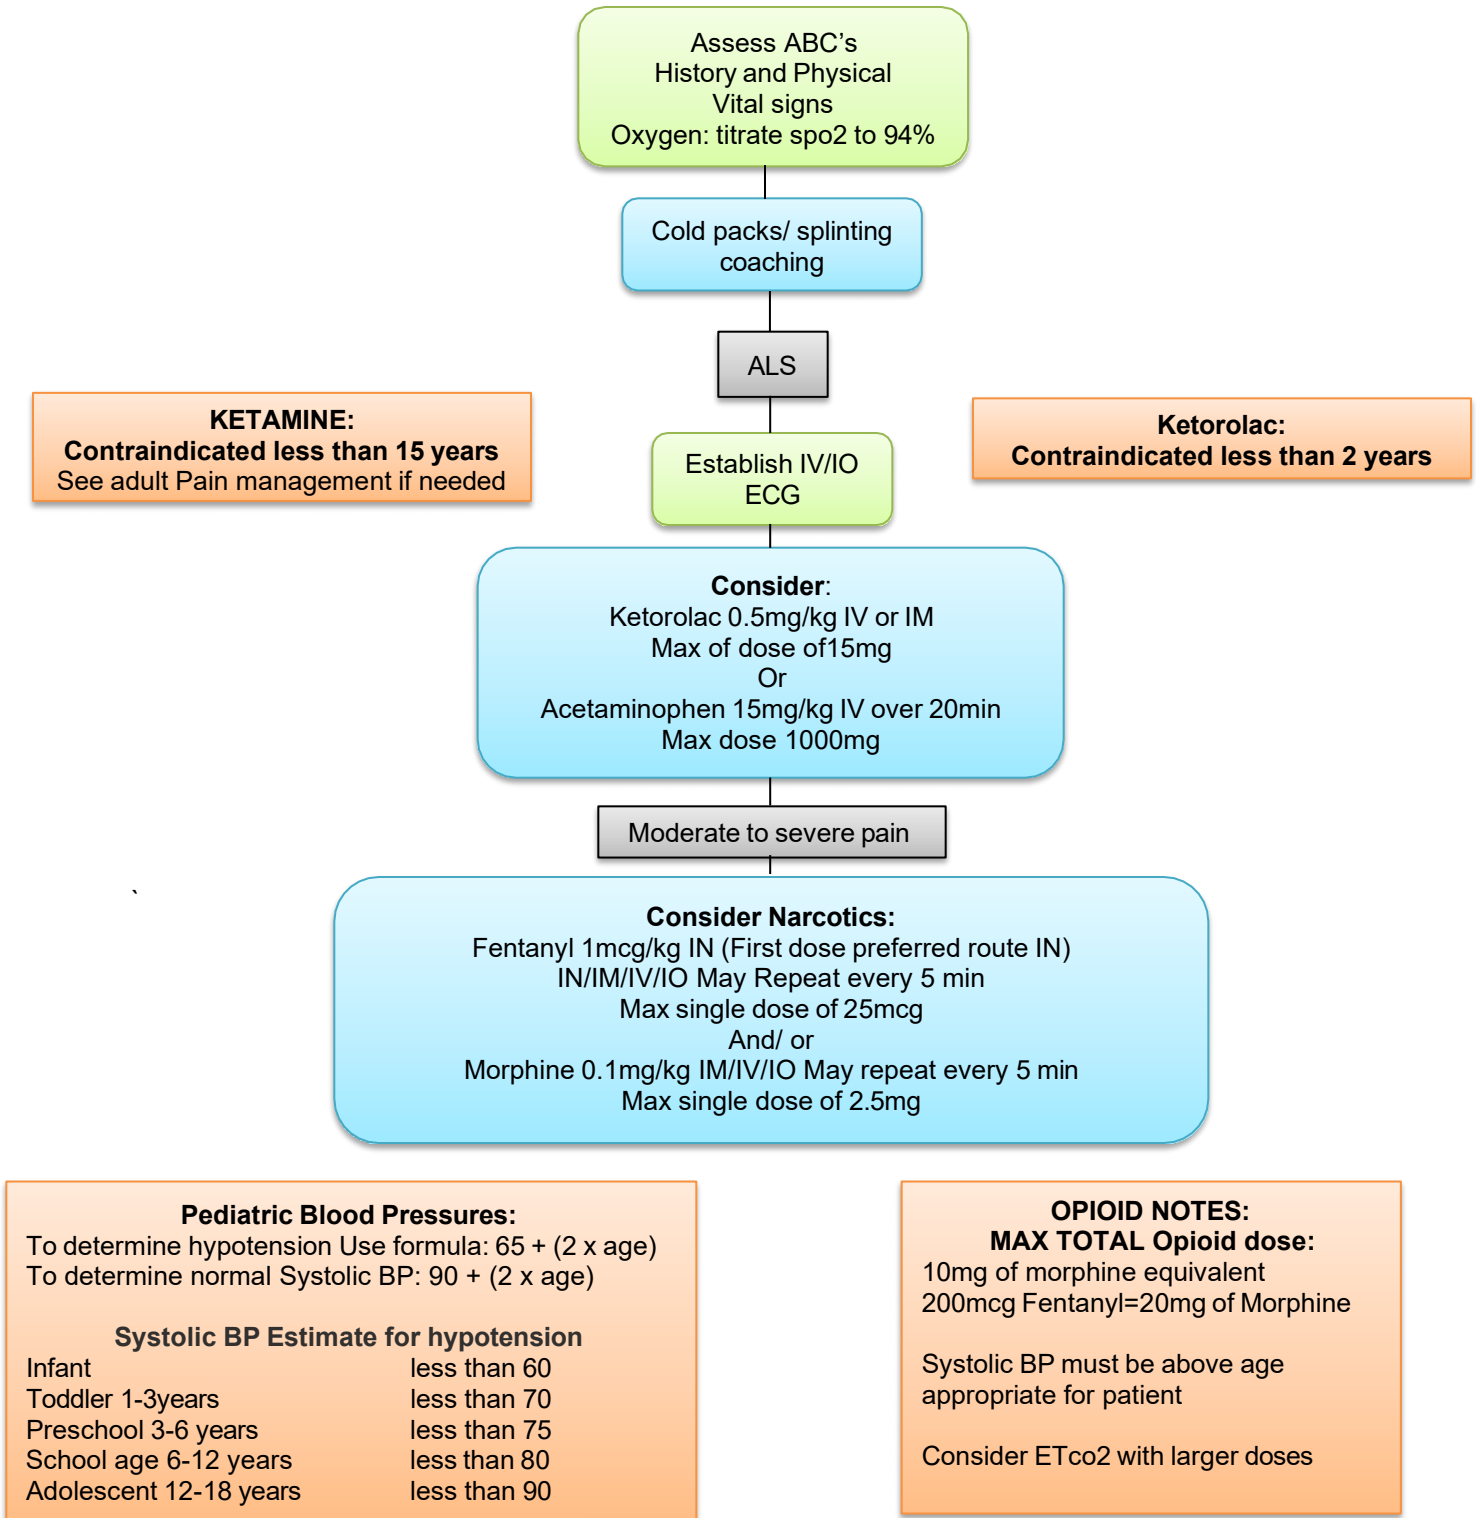 Assess ABC’s
History and Physical
Vital signs
Oxygen: titrate spo2 to 94%
Cold packs/ splinting
coaching
ALS
KETAMINE:
Contraindicated less than 15 years
See adult Pain management if needed
Ketorolac:
Contraindicated less than 2 years
Establish IV/IO
ECG
Consider:
Ketorolac 0.5mg/kg IV or IM
Max of dose of15mg
Or
Acetaminophen 15mg/kg IV over 20min
Max dose 1000mg
Moderate to severe pain
`
Consider Narcotics:
Fentanyl 1mcg/kg IN (First dose preferred route IN)
IN/IM/IV/IO May Repeat every 5 min
Max single dose of 25mcg
And/ or
Morphine 0.1mg/kg IM/IV/IO May repeat every 5 min
Max single dose of 2.5mg
Pediatric Blood Pressures:
To determine hypotension Use formula: 65 + (2 x age)
To determine normal Systolic BP: 90 + (2 x age)
Systolic BP Estimate for hypotension
Infant less than 60
Toddler 1-3years less than 70
Preschool 3-6 years less than 75
School age 6-12 years less than 80
Adolescent 12-18 years less than 90
OPIOID NOTES:
MAX TOTAL Opioid dose:
10mg of morphine equivalent
200mcg Fentanyl=20mg of Morphine
Systolic BP must be above age
appropriate for patient
Consider ETco2 with larger doses